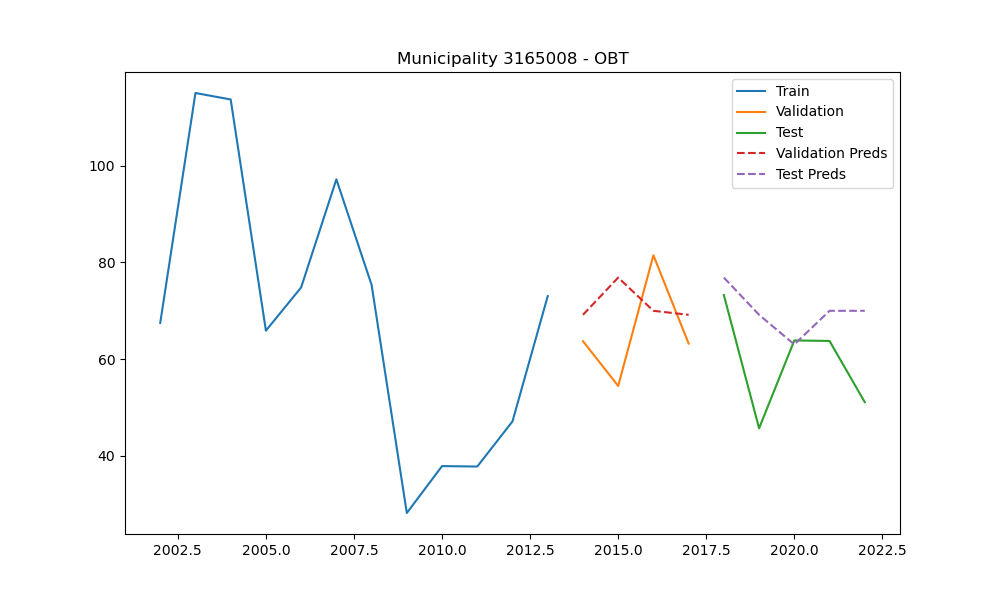 Municipality 3165008 - OBT
Train
Validation
Test
Validation Preds
Test Preds
100
80
60
40
2002.5 2005.0 2007.5 2010.0 2012.5 2015.0 2017.5 2020.0 2022.5